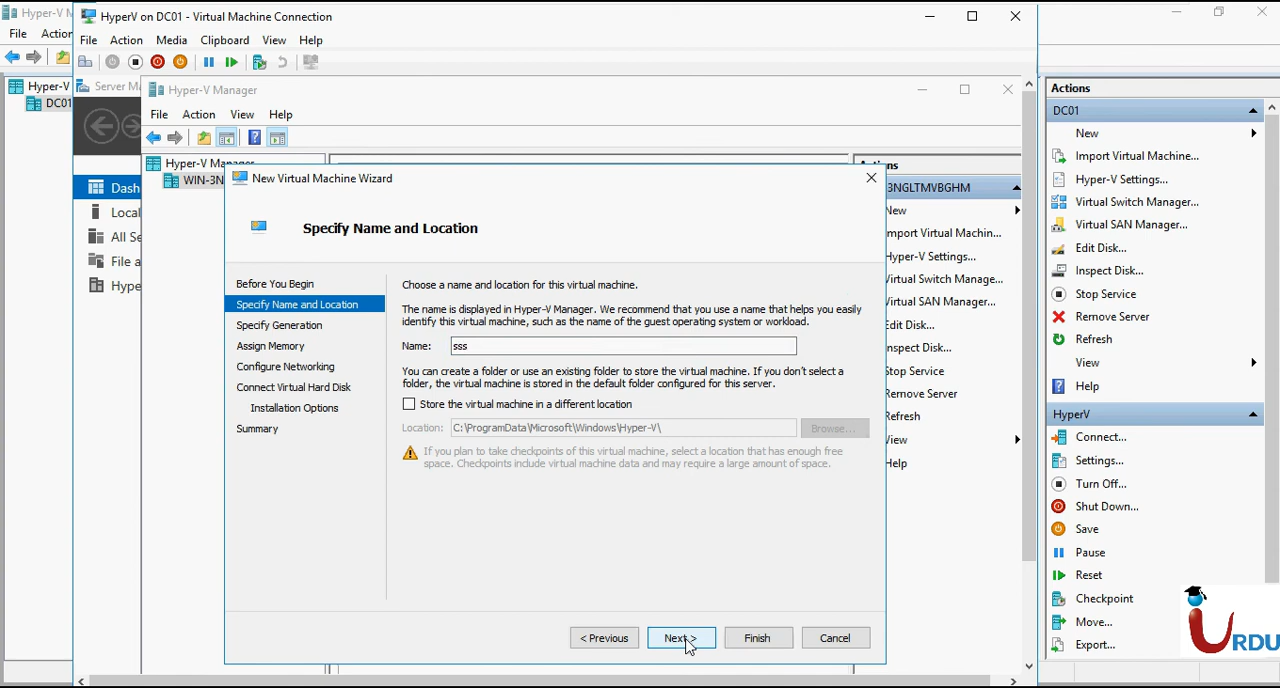 Hyper-V M
File Action
Hyper-V
DC01
HyperV on DC01 - Virtual Machine Connection
File Action Media Clipboard View Help
Server Ma
Dash
Local
All Se
File a
Hype
Hyper-V Manager
File Action View Help
Hyper-V Manager
WIN-3N
New Virtual Machine Wizard
Specify Name and Location
Before You Begin
Specify Name and Location
Specify Generation
Assign Memory
Configure Networking
Connect Virtual Hard Disk
Installation Options
Summary
Choose a name and location for this virtual machine.
The name is displayed in Hyper-V Manager. We recommend that you use a name that helps you easily
identify this virtual machine, such as the name of the guest operating system or workload.
Name: sss
You can create a folder or use an existing folder to store the virtual machine. If you don't select a
folder, the virtual machine is stored in the default folder configured for this server.
Store the virtual machine in a different location
Location: C:\ProgramData\Microsoft\Windows\Hyper-V\ Browse...
If you plan to take checkpoints of this virtual machine, select a location that has enough free
space. Checkpoints include virtual machine data and may require a large amount of space.
< Previous Next > Finish Cancel
ons
3NGLTMVBGHM
New
mport Virtual Machin...
Hyper-V Settings...
Virtual Switch Manage...
Virtual SAN Manager...
Edit Disk...
nspect Disk...
Stop Service
Remove Server
Refresh
View
Help
Actions
DC01
New
Import Virtual Machine...
Hyper-V Settings...
Virtual Switch Manager...
Virtual SAN Manager...
Edit Disk...
Inspect Disk...
Stop Service
Remove Server
Refresh
View
Help
HyperV
Connect...
Settings...
Turn Off...
Shut Down...
Save
Pause
Reset
Checkpoint
Move...
Export...
URDU